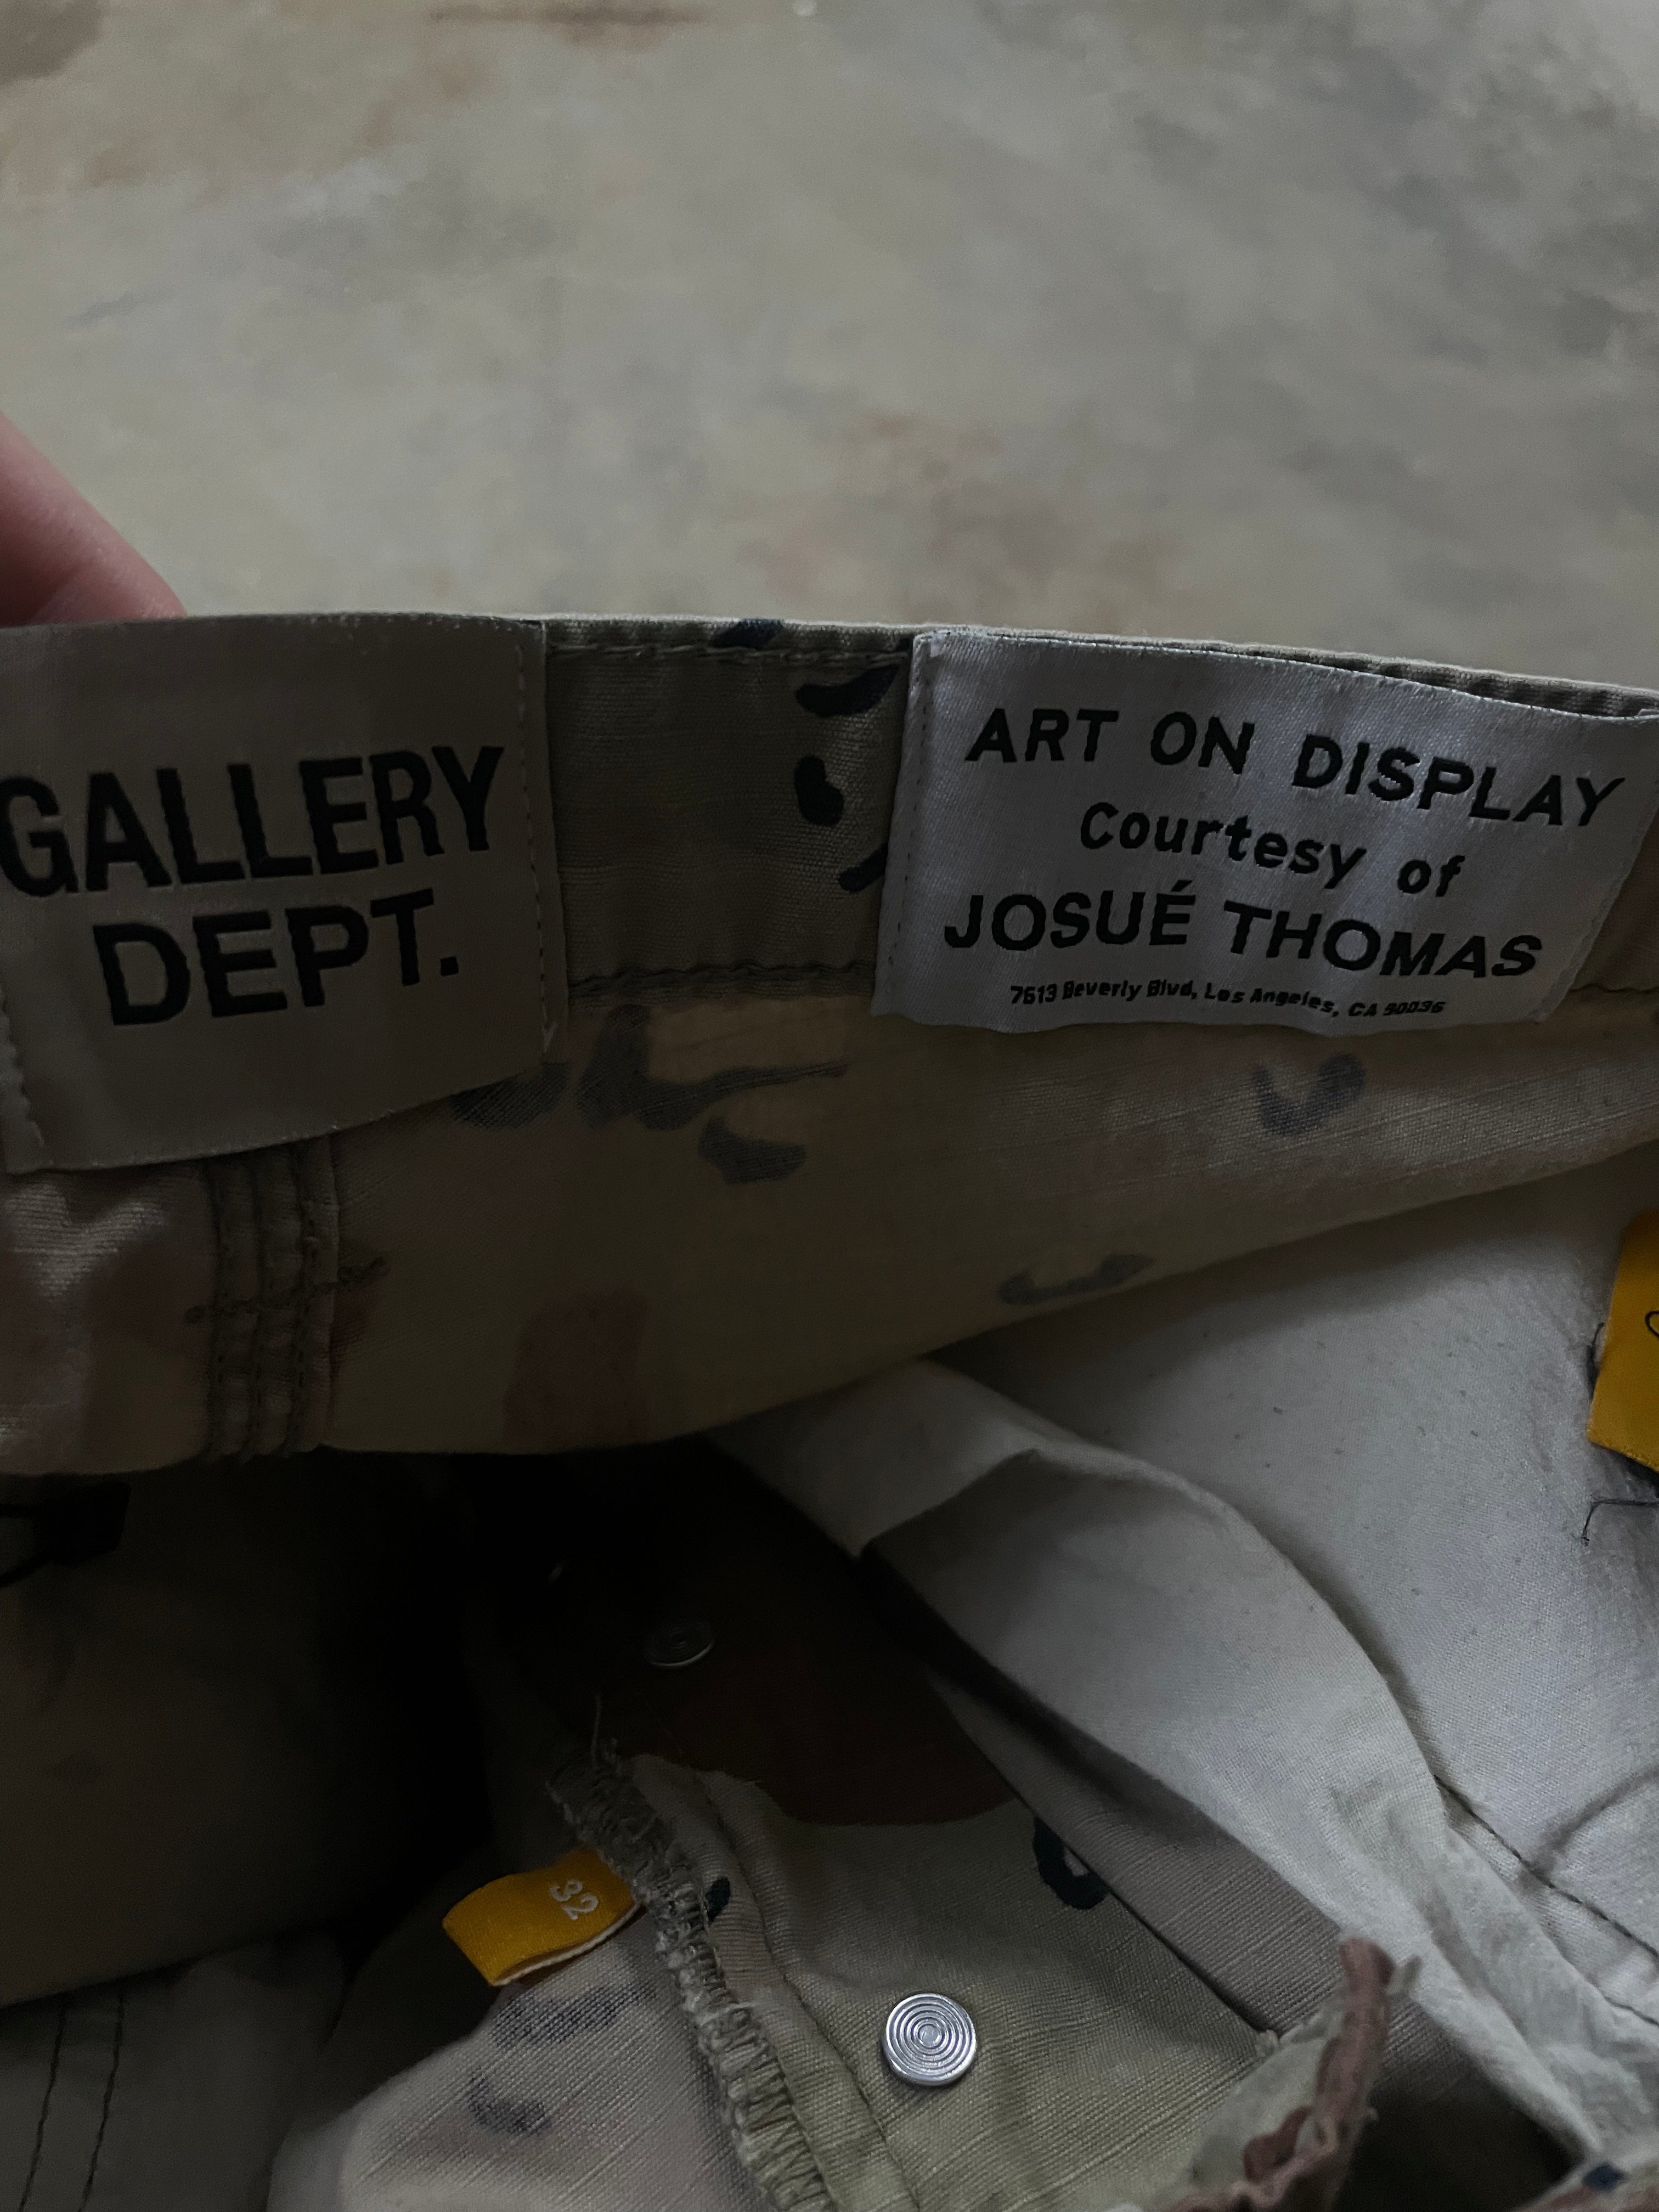 GALLERY
DEPT.
ART ON DISPLAY
Courtesy of
JOSUÉ THOMAS
7613 Beverly Blvd, Los Angeles, CA 90036
32